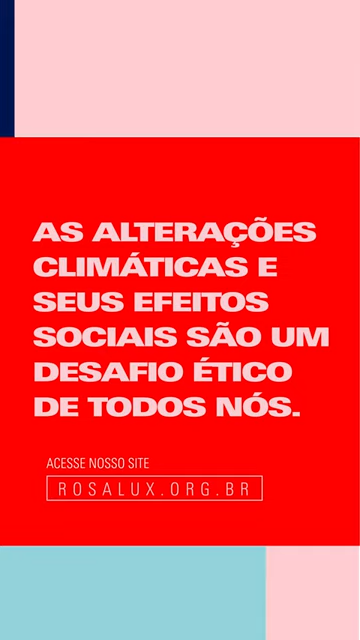 AS ALTERAÇÕES
CLIMÁTICAS E
SEUS EFEITOS
SOCIAIS SÃO UM
DESAFIO ÉTICO
DE TODOS NÓS.
ACESSE NOSSO SITE
ROSALUX.ORG.BR